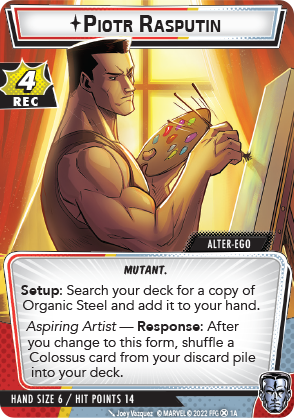 Piotr Rasputin
4
REC
ALTER-EGO
MUTANT.
Setup: Search your deck for a copy of
Organic Steel and add it to your hand.
Aspiring Artist — Response: After
you change to this form, shuffle a
Colossus card from your discard pile
into your deck.
HAND SIZE 6 / HIT POINTS 14
Joey Vazquez © MARVEL © 2022 FFG 1A